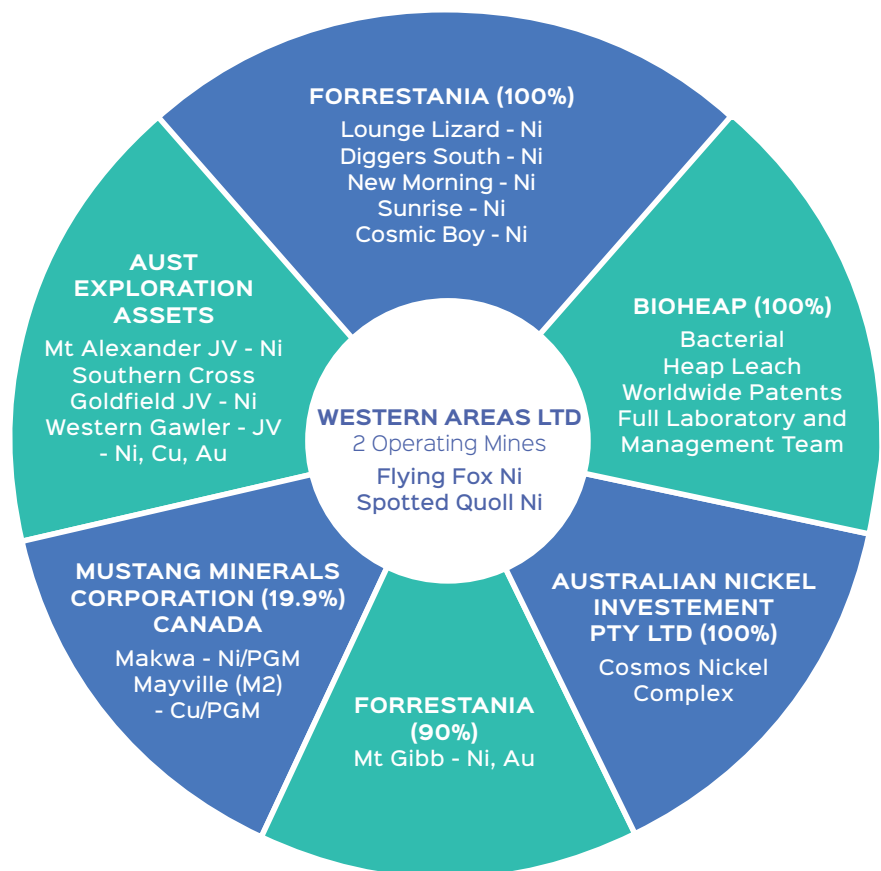 FORRESTANIA (100%)
Lounge Lizard - Ni
Diggers South - Ni
New Morning - Ni
Sunrise - Ni
Cosmic Boy - Ni
BIOHEAP (100%)
Bacterial
Heap Leach
Worldwide Patents
Full Laboratory and
Management Team
AUSTRALIAN NICKEL
INVESTEMENT
PTY LTD (100%)
Cosmos Nickel
Complex
FORRESTANIA
(90%)
Mt Gibb - Ni, Au
MUSTANG MINERALS
CORPORATION (19.9%)
CANADA
Makwa - Ni/PGM
Mayville (M2)
- Cu/PGM
AUST
EXPLORATION
ASSETS
Mt Alexander JV - Ni
Southern Cross
Goldfield JV - Ni
Western Gawler - JV
- Ni, Cu, Au
WESTERN AREAS LTD
2 Operating Mines
Flying Fox Ni
Spotted Quoll Ni